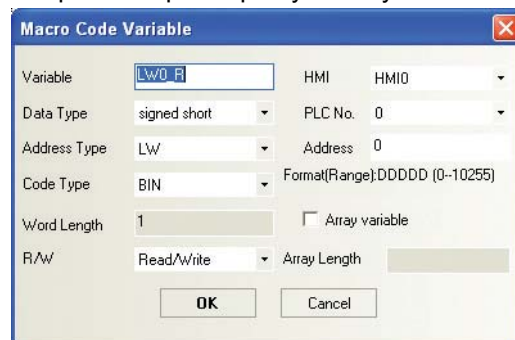 Macro Code Variable
Variable LW0_R HMI HMI0
Data Type signed short PLC No. 0
Address Type LW Address 0
Code Type BIN Format(Range):DDDDD (0--10255)
Word Length 1 Array variable
R/W Read/Write Array Length
OK Cancel